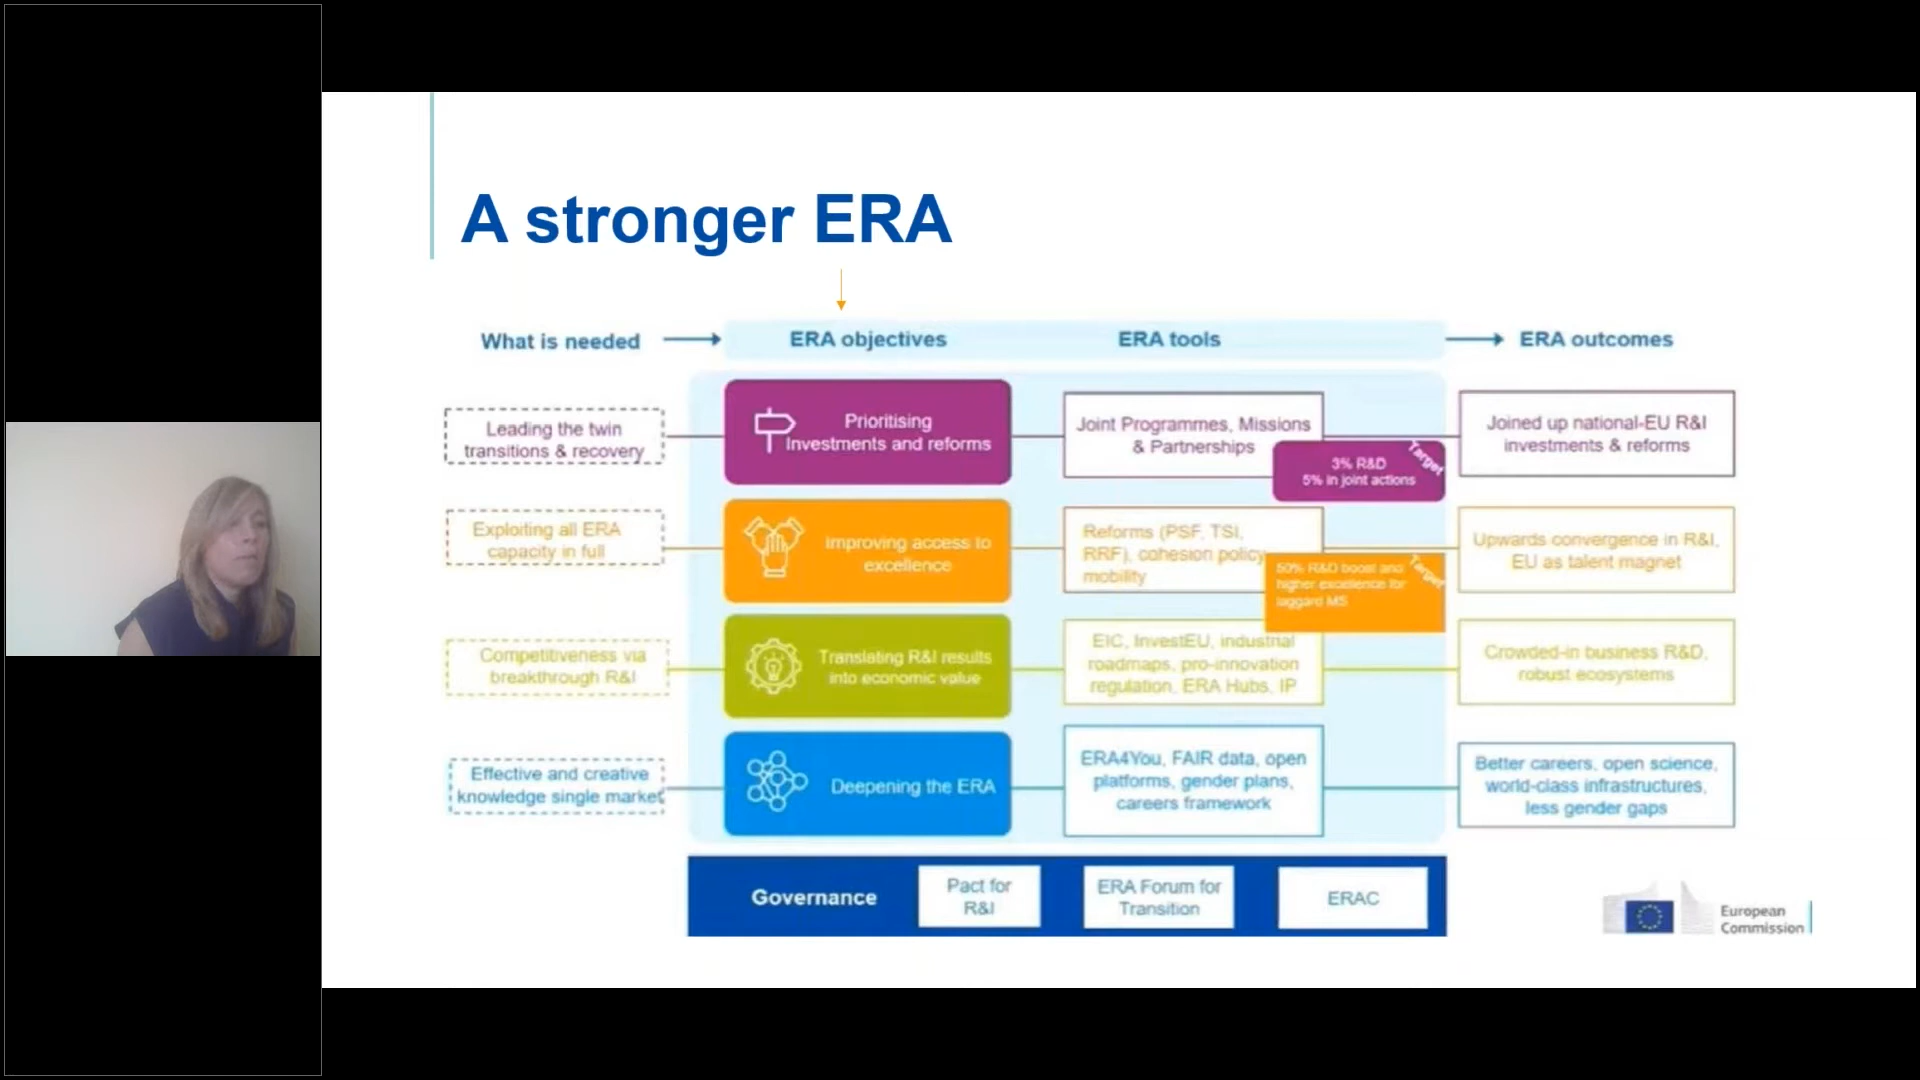 A stronger ERA
What is needed
ERA objectives
ERA tools
ERA outcomes
Leading the twin
transitions & recovery
Prioritising
Investments and reforms
Joint Programmes, Missions
& Partnerships
Target
3% R&D
5% in joint actions
Joined up national-EU R&I
investments & reforms
Exploiting all ERA
capacity in full
Improving access to
excellence
Reforms (PSF, TSI,
RRF), cohesion policy,
mobility
Target
50% R&D boost and
higher excellence for
laggard MS
Upwards convergence in R&I,
EU as talent magnet
Competitiveness via
breakthrough R&I
Translating R&I results
into economic value
EIC, InvestEU, industrial
roadmaps, pro-innovation
regulation, ERA Hubs, IP
Crowded-in business R&D,
robust ecosystems
Effective and creative
knowledge single market
Deepening the ERA
ERA4You, FAIR data, open
platforms, gender plans,
careers framework
Better careers, open science,
world-class infrastructures,
less gender gaps
Governance
Pact for
R&I
ERA Forum for
Transition
ERAC
European
Commission